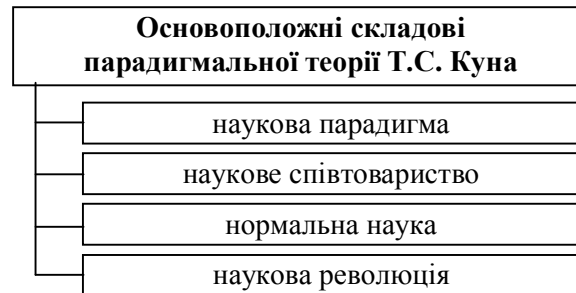 Основоположні складові
парадигмальної теорії Т.С. Куна
наукова парадигма
наукове співтовариство
нормальна наука
наукова революція